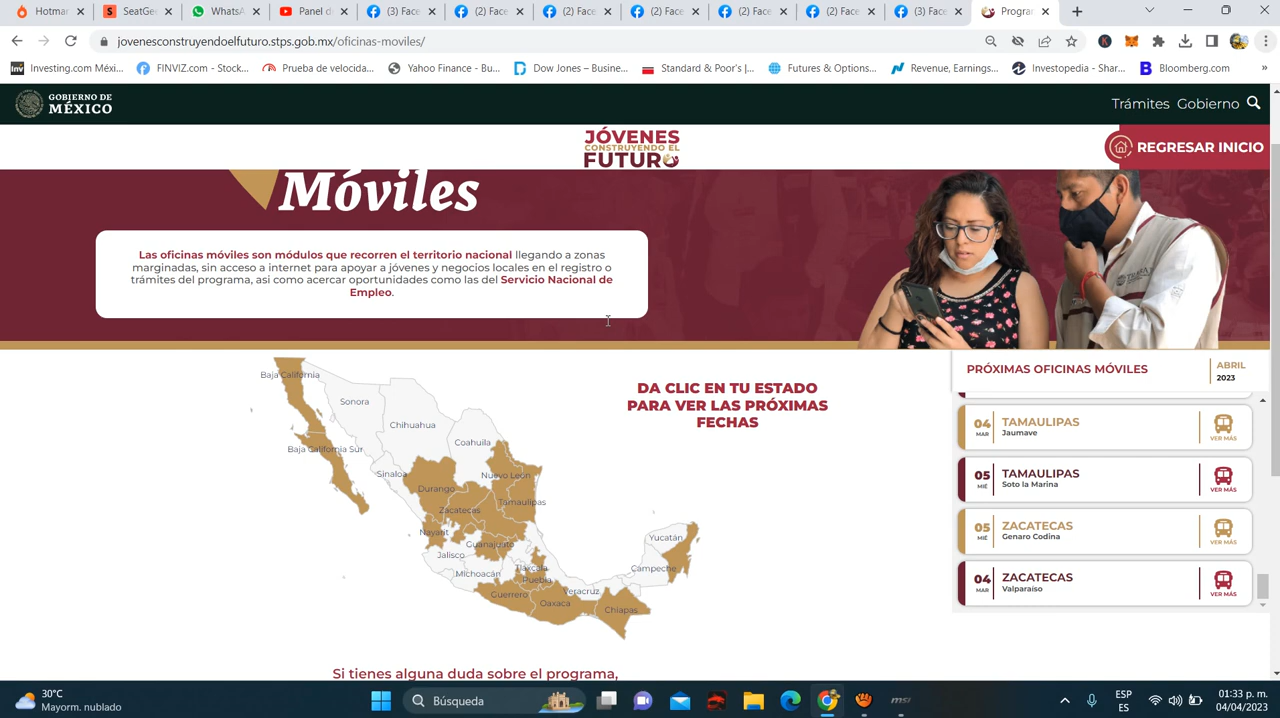 Hotmar
SeatGe
WhatsA
Panel d
(3) Face
(2) Face
(2) Face
(2) Face
(2) Face
(2) Face
(3) Face
Progra
jovenesconstruyendoelfuturo.stps.gob.mx/oficinas-moviles/
Investing.com Méxi...
FINVIZ.com - Stock...
Prueba de velocida...
Yahoo Finance - Bu...
Dow Jones – Busine...
Standard & Poor's |...
Futures & Options...
Revenue, Earnings...
Investopedia - Shar...
Bloomberg.com
»
GOBIERNO DE
MÉXICO
Trámites Gobierno
JÓVENES
CONSTRUYENDO EL
FUTURO
REGRESAR INICIO
Móviles
Las oficinas móviles son módulos que recorren el territorio nacional llegando a zonas
marginadas, sin acceso a internet para apoyar a jóvenes y negocios locales en el registro o
trámites del programa, asi como acercar oportunidades como las del Servicio Nacional de
Empleo.
DA CLIC EN TU ESTADO
PARA VER LAS PRÓXIMAS
FECHAS
Baja California
Sonora
Chihuahua
Coahuila
Baja California Sur
Sinaloa
Nuevo León
Durango
Tamaulipas
Zacatecas
Nayarit
Guanajuato
Yucatán
Jalisco
Tlaxcala
Campeche
Michoacán
Puebla
Veracruz
Guerrero
Oaxaca
Chiapas
PRÓXIMAS OFICINAS MÓVILES
ABRIL
2023
04
MAR
TAMAULIPAS
Jaumave
VER MÁS
05
MIÉ
TAMAULIPAS
Soto la Marina
VER MÁS
05
MIÉ
ZACATECAS
Genaro Codina
VER MÁS
04
MAR
ZACATECAS
Valparaíso
VER MÁS
Si tienes alguna duda sobre el programa,
30°C
Mayorm. nublado
Búsqueda
msi
ESP
ES
01:33 p. m.
04/04/2023